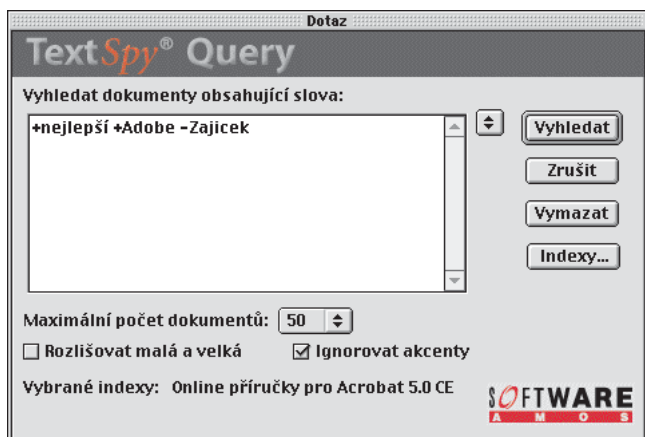 Dotaz
TextSpy® Query
Vyhledat dokumenty obsahující slova:
+nejlepší +Adobe -Zajicek
Vyhledat
Zrušit
Vymazat
Indexy...
Maximální počet dokumentů: 50
Rozlišovat malá a velká Ignorovat akcenty
Vybrané indexy: Online příručky pro Acrobat 5.0 CE
SOFTWARE
AMOS